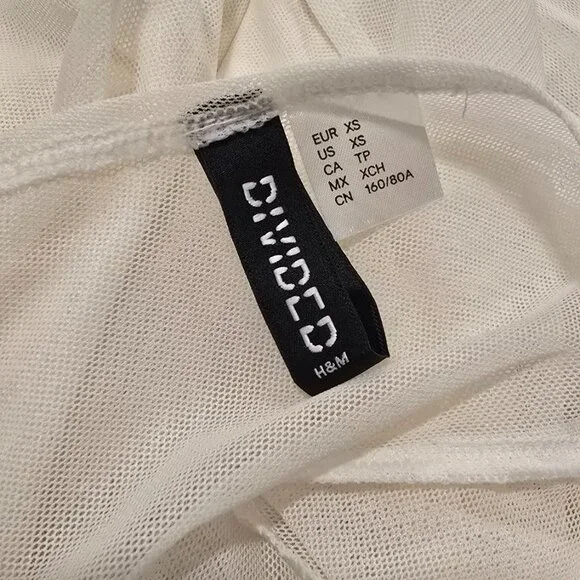 DIVIDED
H&M
EUR XS
US XS
CA TP
MX XCH
CN 160/80A